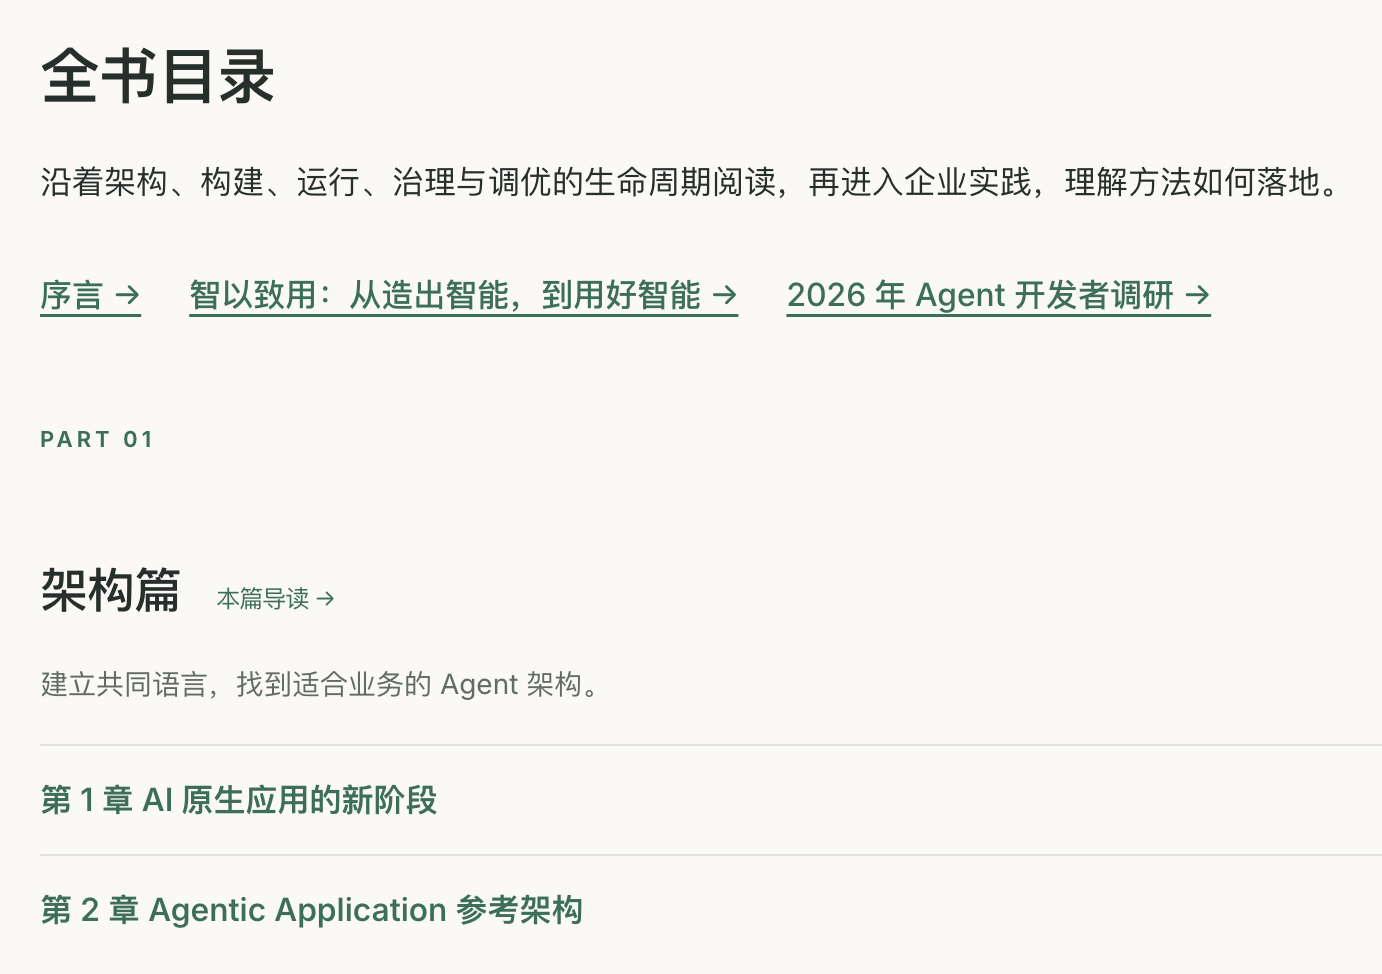 全书目录
沿着架构、构建、运行、治理与调优的生命周期阅读，再进入企业实践，理解方法如何落地。
序言 → 智以致用：从造出智能，到用好智能 → 2026 年 Agent 开发者调研 →
PART 01
架构篇 本篇导读 →
建立共同语言，找到适合业务的 Agent 架构。
第 1 章 AI 原生应用的新阶段
第 2 章 Agentic Application 参考架构